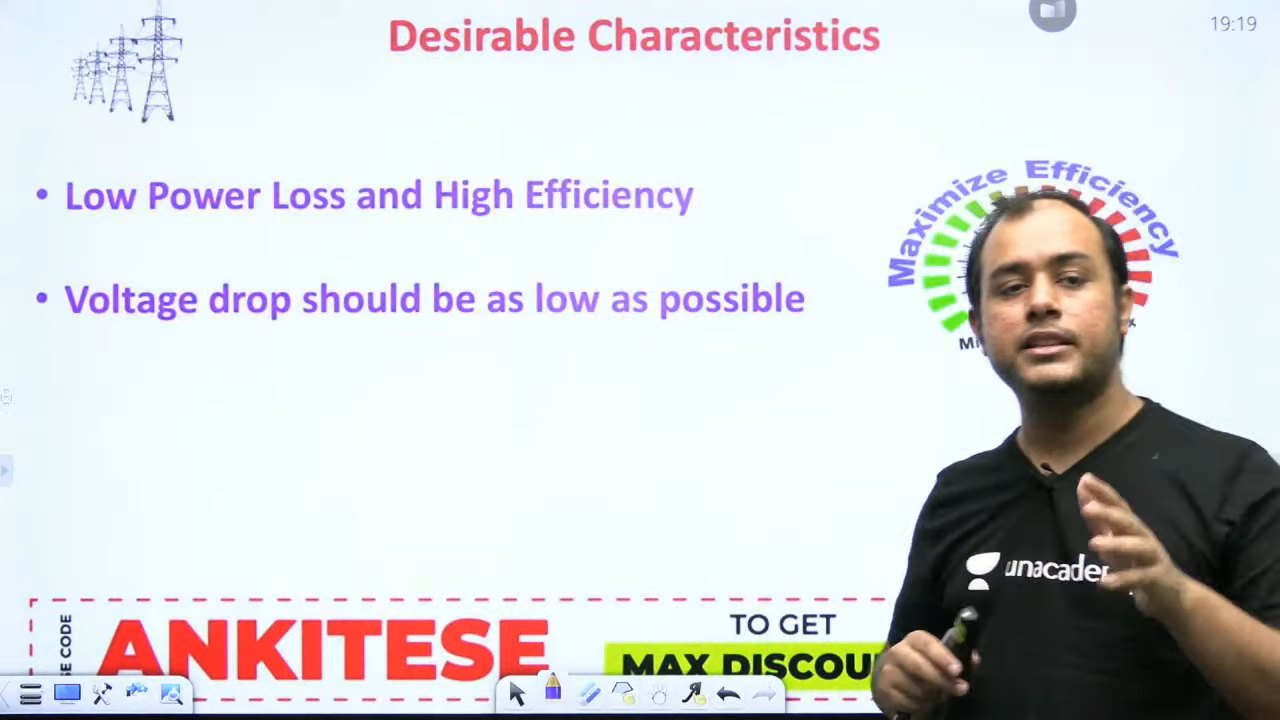 Desirable Characteristics
19:19
• Low Power Loss and High Efficiency
• Voltage drop should be as low as possible
Maximize Efficiency
CODE
ANKITESE
TO GET
MAX